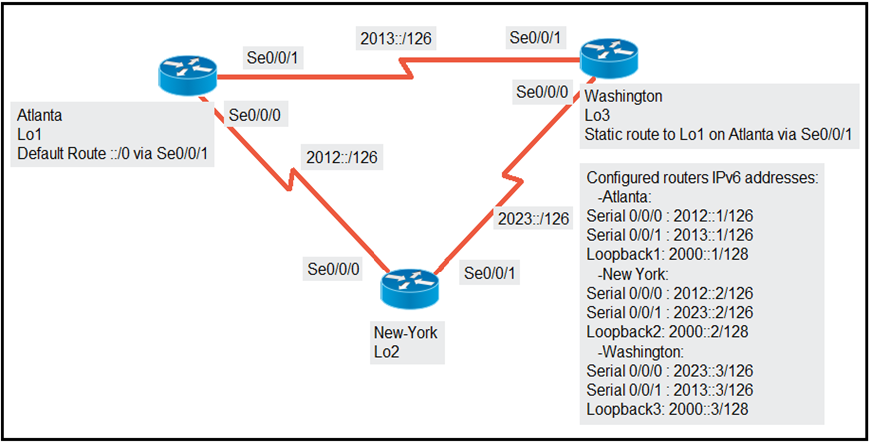 2013::/126
Se0/0/1
Se0/0/1
Atlanta
Lo1
Default Route ::/0 via Se0/0/1
Se0/0/0
Se0/0/0
Washington
Lo3
Static route to Lo1 on Atlanta via Se0/0/1
2012::/126
2023::/126
Se0/0/0
Se0/0/1
New-York
Lo2
Configured routers IPv6 addresses:
-Atlanta:
Serial 0/0/0 : 2012::1/126
Serial 0/0/1 : 2013::1/126
Loopback1: 2000::1/128
-New York:
Serial 0/0/0 : 2012::2/126
Serial 0/0/1 : 2023::2/126
Loopback2: 2000::2/128
-Washington:
Serial 0/0/0 : 2023::3/126
Serial 0/0/1 : 2013::3/126
Loopback3: 2000::3/128